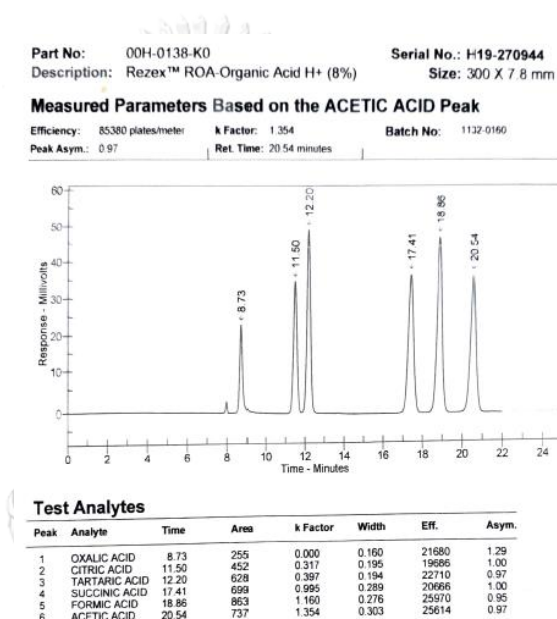 Part No: 00H-0138-K0 Serial No.: H19-270944
Description: Rezex™ ROA-Organic Acid H+ (8%) Size: 300 X 7.8 mm
Measured Parameters Based on the ACETIC ACID Peak
Efficiency: 85380 plates/meter k Factor: 1.354 Batch No: 1132-0160
Peak Asym.: 0.97 Ret. Time: 20.54 minutes
60
50
40
30
20
10
0
Response - Millivolts
8.73
11.50
12.20
17.41
18.86
20.54
0 2 4 6 8 10 12 14 16 18 20 22 24
Time - Minutes
Test Analytes
Peak Analyte Time Area k Factor Width Eff. Asym.
1 OXALIC ACID 8.73 255 0.000 0.160 21680 1.29
2 CITRIC ACID 11.50 452 0.317 0.195 19686 1.00
3 TARTARIC ACID 12.20 628 0.397 0.194 22710 0.97
4 SUCCINIC ACID 17.41 699 0.995 0.289 20666 1.00
5 FORMIC ACID 18.86 863 1.160 0.276 25970 0.95
6 ACETIC ACID 20.54 737 1.354 0.303 25614 0.97